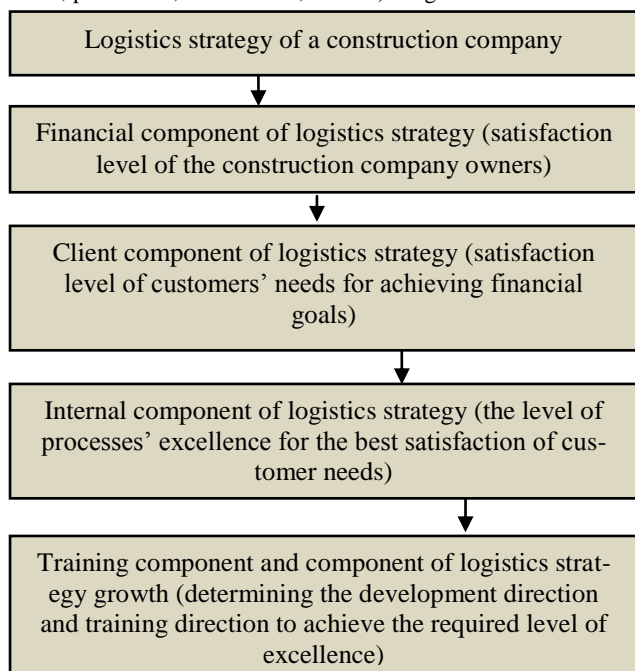 Logistics strategy of a construction company
Financial component of logistics strategy (satisfaction
level of the construction company owners)
Client component of logistics strategy (satisfaction
level of customers’ needs for achieving financial
goals)
Internal component of logistics strategy (the level of
processes’ excellence for the best satisfaction of cus-
tomer needs)
Training component and component of logistics strat-
egy growth (determining the development direction
and training direction to achieve the required level of
excellence)